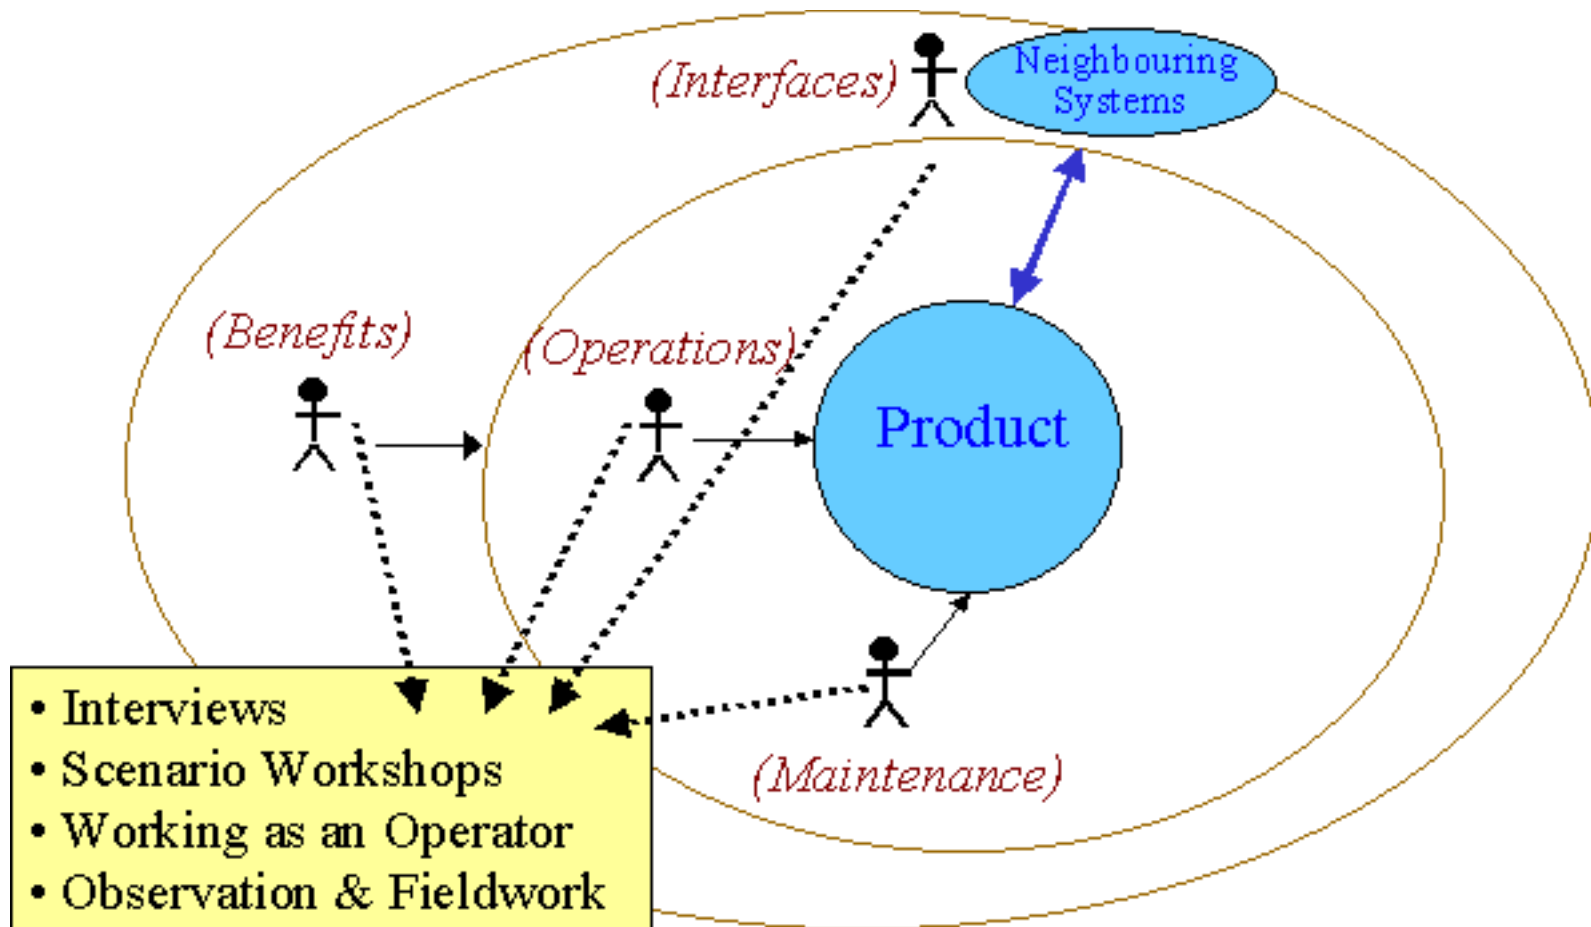 Neighbouring
Systems
(Interfaces)
(Benefits)
(Operations)
Product
(Maintenance)
• Interviews
• Scenario Workshops
• Working as an Operator
• Observation & Fieldwork